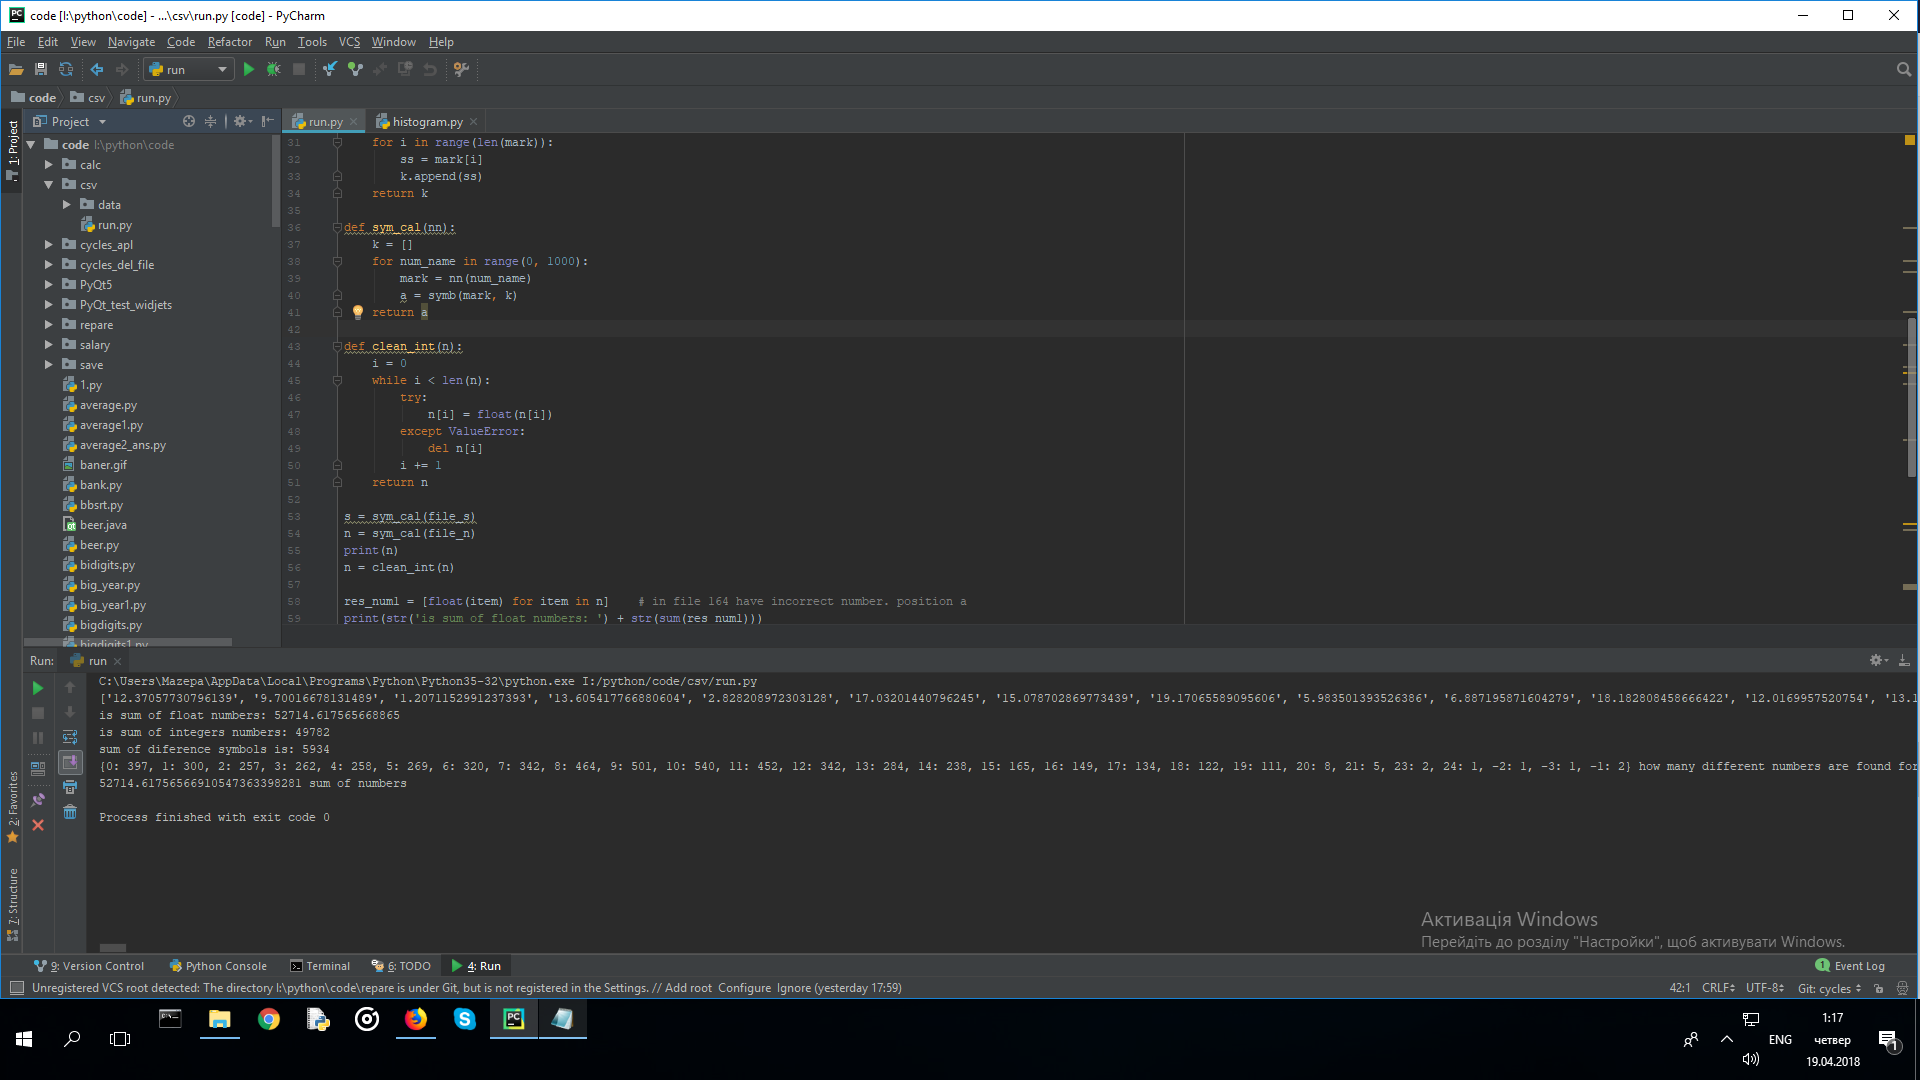 code [I:\python\code] - ...\csv\run.py [code] - PyCharm
File Edit View Navigate Code Refactor Run Tools VCS Window Help
run
code csv run.py
1: Project
Project
code I:\python\code
calc
csv
data
run.py
cycles_apl
cycles_del_file
PyQt5
PyQt_test_widjets
repare
salary
save
1.py
average.py
average1.py
average2_ans.py
baner.gif
bank.py
bbsrt.py
beer.java
beer.py
bidigits.py
big_year.py
big_year1.py
bigdigits.py
bigdigits1.py
run.py histogram.py
31 for i in range(len(mark)):
32 ss = mark[i]
33 k.append(ss)
34 return k
35
36 def sym_cal(nn):
37 k = []
38 for num_name in range(0, 1000):
39 mark = nn(num_name)
40 a = symb(mark, k)
41 return a
42
43 def clean_int(n):
44 i = 0
45 while i < len(n):
46 try:
47 n[i] = float(n[i])
48 except ValueError:
49 del n[i]
50 i += 1
51 return n
52
53 s = sym_cal(file_s)
54 n = sym_cal(file_n)
55 print(n)
56 n = clean_int(n)
57
58 res_num1 = [float(item) for item in n] # in file 164 have incorrect number. position a
59 print(str('is sum of float numbers: ') + str(sum(res_num1)))
Run: run
C:\Users\Mazepa\AppData\Local\Programs\Python\Python35-32\python.exe I:/python/code/csv/run.py
['12.37057730796139', '9.70016678131489', '1.2071152991237393', '13.605417766880604', '2.828208972303128', '17.03201440796245', '15.078702869773439', '19.17065589095606', '5.983501393526386', '6.887195871604279', '18.182808458666422', '12.0169957520754', '13.1
is sum of float numbers: 52714.617565668865
is sum of integers numbers: 49782
sum of diference symbols is: 5934
{0: 397, 1: 300, 2: 257, 3: 262, 4: 258, 5: 269, 6: 320, 7: 342, 8: 464, 9: 501, 10: 540, 11: 452, 12: 342, 13: 284, 14: 238, 15: 165, 16: 149, 17: 134, 18: 122, 19: 111, 20: 8, 21: 5, 23: 2, 24: 1, -2: 1, -3: 1, -1: 2} how many different numbers are found for
52714.61756566910547363398281 sum of numbers
Process finished with exit code 0
2: Favorites
7: Structure
Активація Windows
Перейдіть до розділу "Настройки", щоб активувати Windows.
9: Version Control Python Console Terminal 6: TODO 4: Run 1 Event Log
Unregistered VCS root detected: The directory I:\python\code\repare is under Git, but is not registered in the Settings. // Add root Configure Ignore (yesterday 17:59) 42:1 CRLF UTF-8 Git: cycles
1:17
ENG четвер
19.04.2018
1